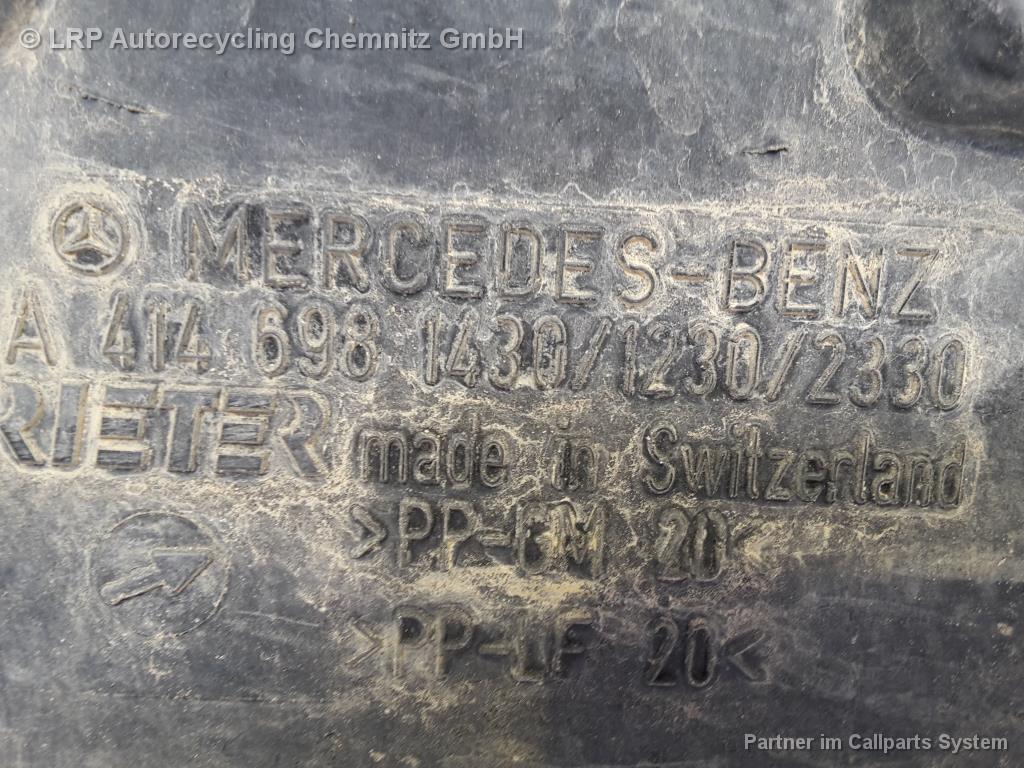 © LRP Autorecycling Chemnitz GmbH
MERCEDES-BENZ
A 414 698 1430/1230/2330
RIETER made in Switzerland
>PP-GM 20<
>PP-LF 20<
Partner im Callparts System